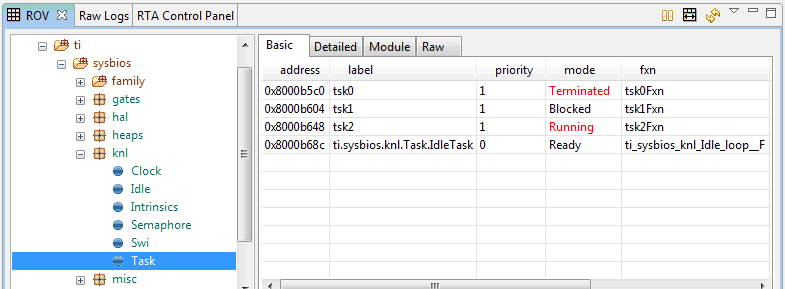 ROV Raw Logs RTA Control Panel
ti
sysbios
family
gates
hal
heaps
knl
Clock
Idle
Intrinsics
Semaphore
Swi
Task
misc
Basic Detailed Module Raw
address label priority mode fxn
0x8000b5c0 tsk0 1 Terminated tsk0Fxn
0x8000b604 tsk1 1 Blocked tsk1Fxn
0x8000b648 tsk2 1 Running tsk2Fxn
0x8000b68c ti.sysbios.knl.Task.IdleTask 0 Ready ti_sysbios_knl_Idle_loop__F